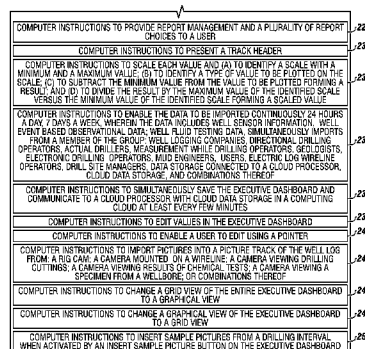 COMPUTER INSTRUCTIONS TO PROVIDE REPORT MANAGEMENT AND A PLURALITY OF REPORT
CHOICES TO A USER
22
COMPUTER INSTRUCTIONS TO PRESENT A TRACK HEADER
23
COMPUTER INSTRUCTIONS TO SCALE EACH VALUE AND (A) TO IDENTIFY A SCALE WITH A
MINIMUM AND A MAXIMUM VALUE; (B) TO IDENTIFY A TYPE OF VALUE TO BE PLOTTED ON THE
SCALE; (C) TO SUBTRACT THE MINIMUM VALUE FROM THE VALUE TO BE PLOTTED FORMING A
RESULT; AND (D) TO DIVIDE THE RESULT BY THE MAXIMUM VALUE OF THE IDENTIFIED SCALE
VERSUS THE MINIMUM VALUE OF THE IDENTIFIED SCALE FORMING A SCALED VALUE
23
COMPUTER INSTRUCTIONS TO ENABLE THE DATA TO BE IMPORTED CONTINUOUSLY 24 HOURS
A DAY, 7 DAYS A WEEK, WHEREIN THE DATA INCLUDES WELL SENSOR INFORMATION, WELL
EVENT BASED OBSERVATIONAL DATA; WELL FLUID TESTING DATA, SIMULTANEOUSLY IMPORTS
FROM A MEMBER OF THE GROUP: WELL LOGGING COMPANIES, DIRECTIONAL DRILLING
OPERATORS, ACTUAL DRILLERS, MEASUREMENT WHILE DRILLING OPERATORS, GEOLOGISTS,
ELECTRONIC DRILLING OPERATORS, MUD ENGINEERS, USERS, ELECTRIC LOG WIRELINE
OPERATORS, DRILL SITE MANAGERS, DATA STORAGE CONNECTED TO A CLOUD PROCESSOR,
CLOUD DATA STORAGE, AND COMBINATIONS THEREOF
23
COMPUTER INSTRUCTIONS TO SIMULTANEOUSLY SAVE THE EXECUTIVE DASHBOARD AND
COMMUNICATE TO A CLOUD PROCESSOR WITH CLOUD DATA STORAGE IN A COMPUTING
CLOUD AT LEAST EVERY FEW MINUTES
23
COMPUTER INSTRUCTIONS TO EDIT VALUES IN THE EXECUTIVE DASHBOARD
23
COMPUTER INSTRUCTIONS TO ENABLE A USER TO EDIT USING A POINTER
24
COMPUTER INSTRUCTIONS TO IMPORT PICTURES INTO A PICTURE TRACK OF THE WELL LOG
FROM: A RIG CAM; A CAMERA MOUNTED ON A WIRELINE; A CAMERA VIEWING DRILLING
CUTTINGS; A CAMERA VIEWING RESULTS OF CHEMICAL TESTS; A CAMERA VIEWING A
SPECIMEN FROM A WELLBORE; OR COMBINATIONS THEREOF
24
COMPUTER INSTRUCTIONS TO CHANGE A GRID VIEW OF THE ENTIRE EXECUTIVE DASHBOARD
TO A GRAPHICAL VIEW
24
COMPUTER INSTRUCTIONS TO CHANGE A GRAPHICAL VIEW OF THE EXECUTIVE DASHBOARD
TO A GRID VIEW
24
COMPUTER INSTRUCTIONS TO INSERT SAMPLE PICTURES FROM A DRILLING INTERVAL
WHEN ACTIVATED BY AN INSERT SAMPLE PICTURE BUTTON ON THE EXECUTIVE DASHBOARD
25